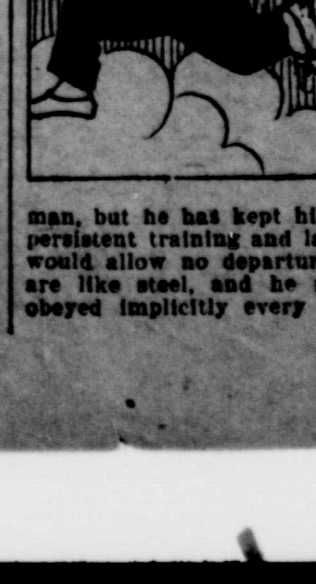 man, but he has kept hi
persistent training and l
would allow no departur
are like steel, and he
obeyed implicitly every